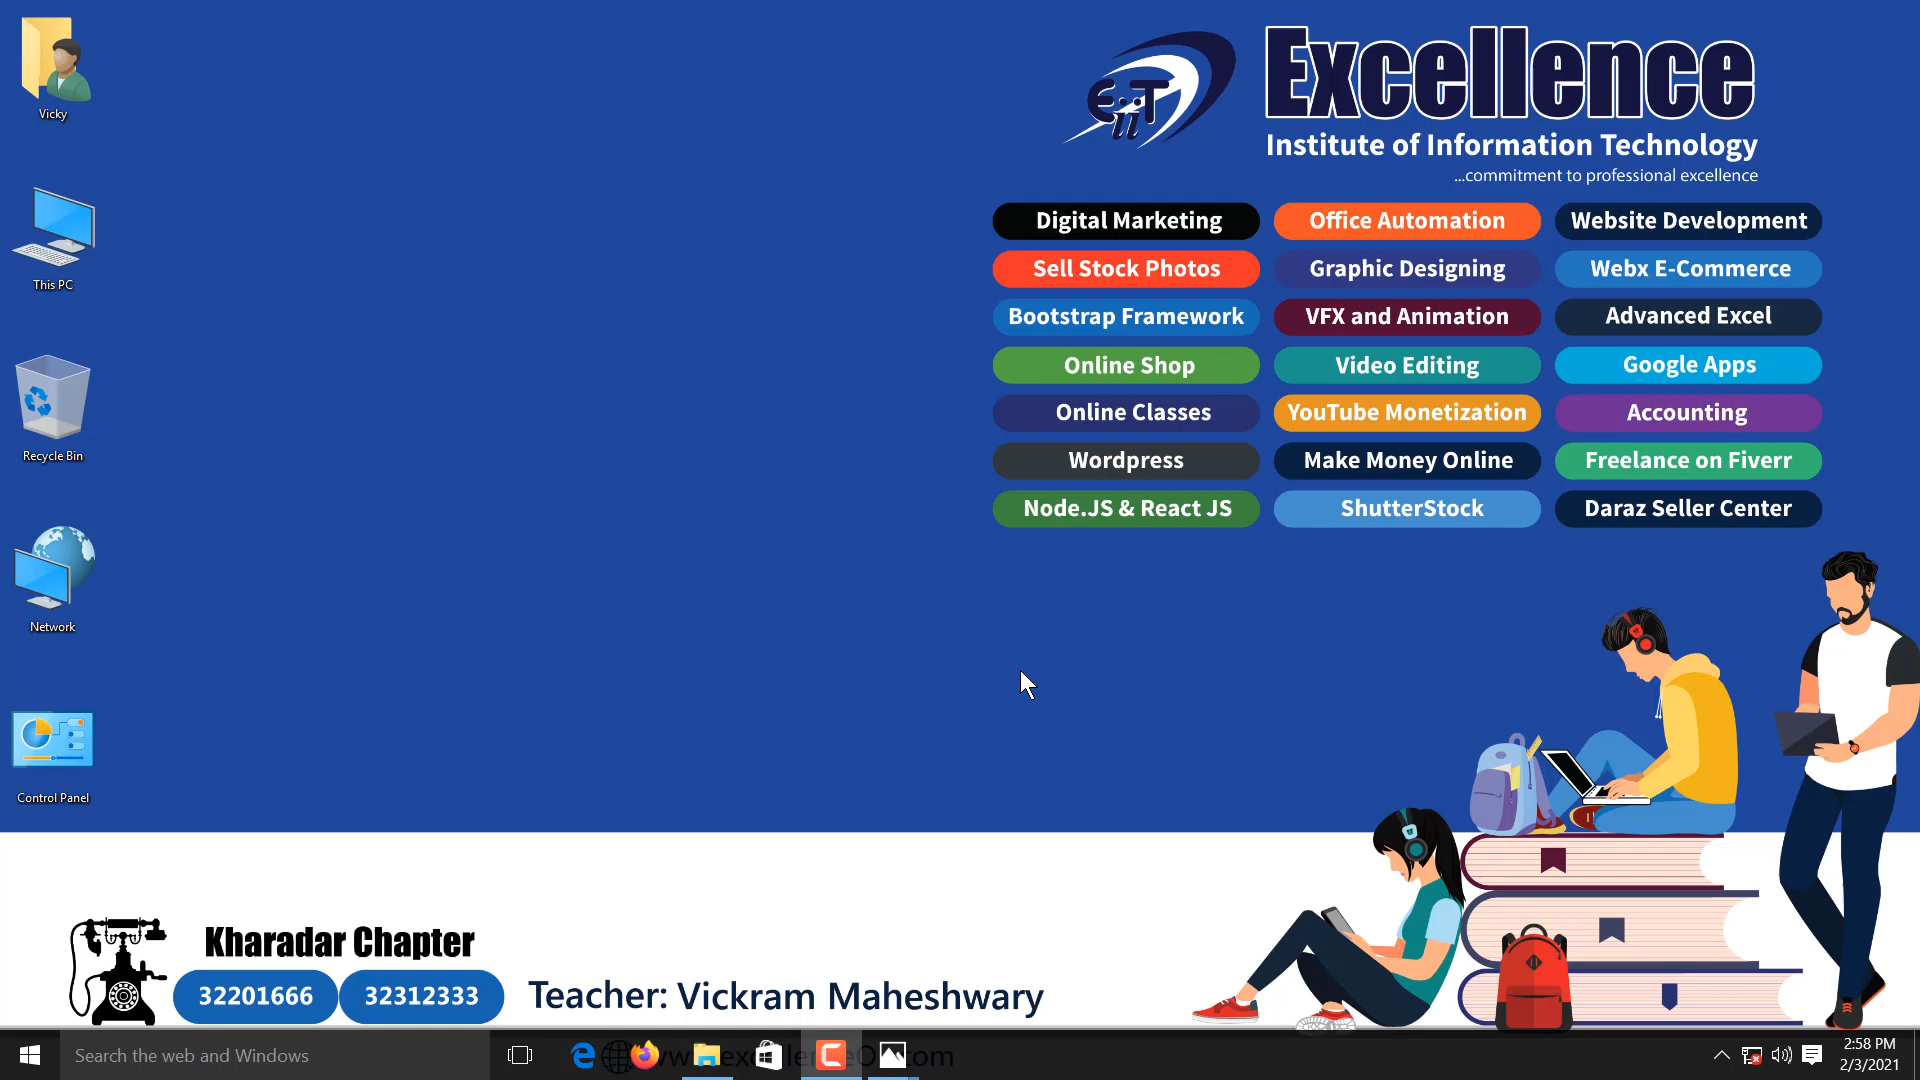 Vicky
This PC
Recycle Bin
Network
Control Panel
EiiT
Excellence
Institute of Information Technology
...commitment to professional excellence
Digital Marketing Office Automation Website Development
Sell Stock Photos Graphic Designing Webx E-Commerce
Bootstrap Framework VFX and Animation Advanced Excel
Online Shop Video Editing Google Apps
Online Classes YouTube Monetization Accounting
Wordpress Make Money Online Freelance on Fiverr
Node.JS & React JS ShutterStock Daraz Seller Center
Kharadar Chapter
32201666 32312333
Teacher: Vickram Maheshwary
Search the web and Windows
2:58 PM
2/3/2021